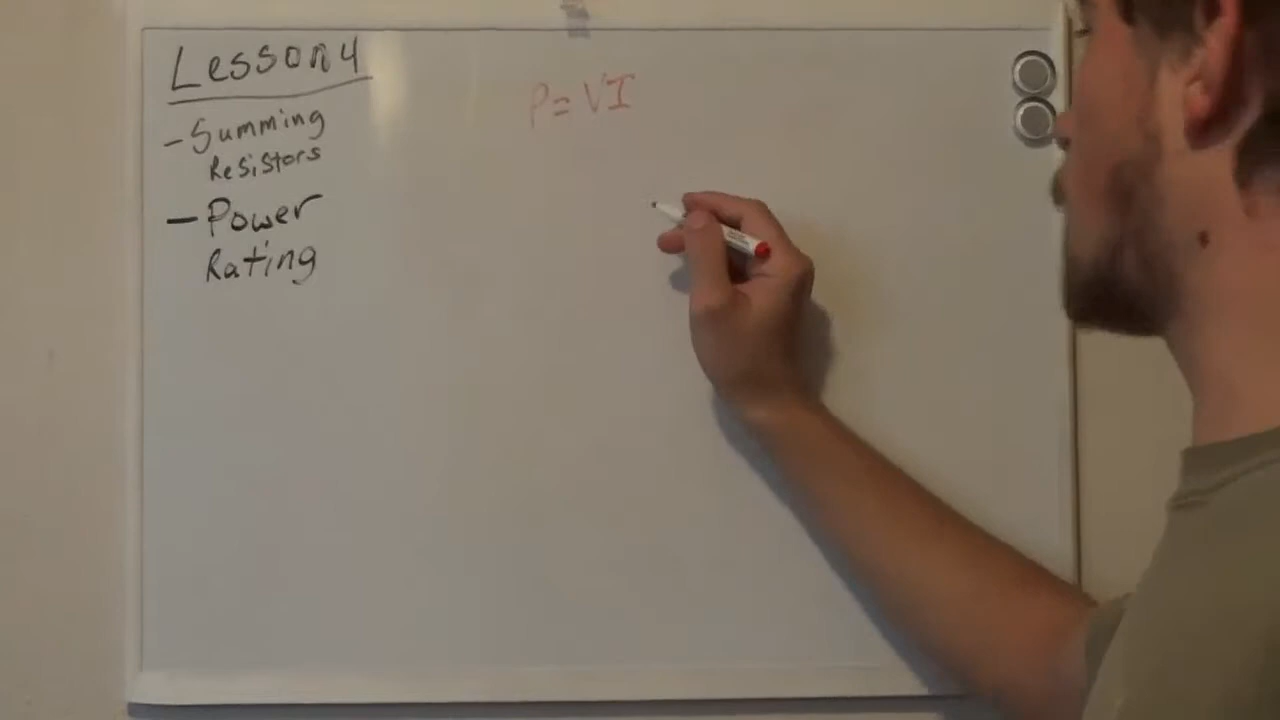 Lesson 4
- Summing
Resistors
- Power
Rating
P = VI